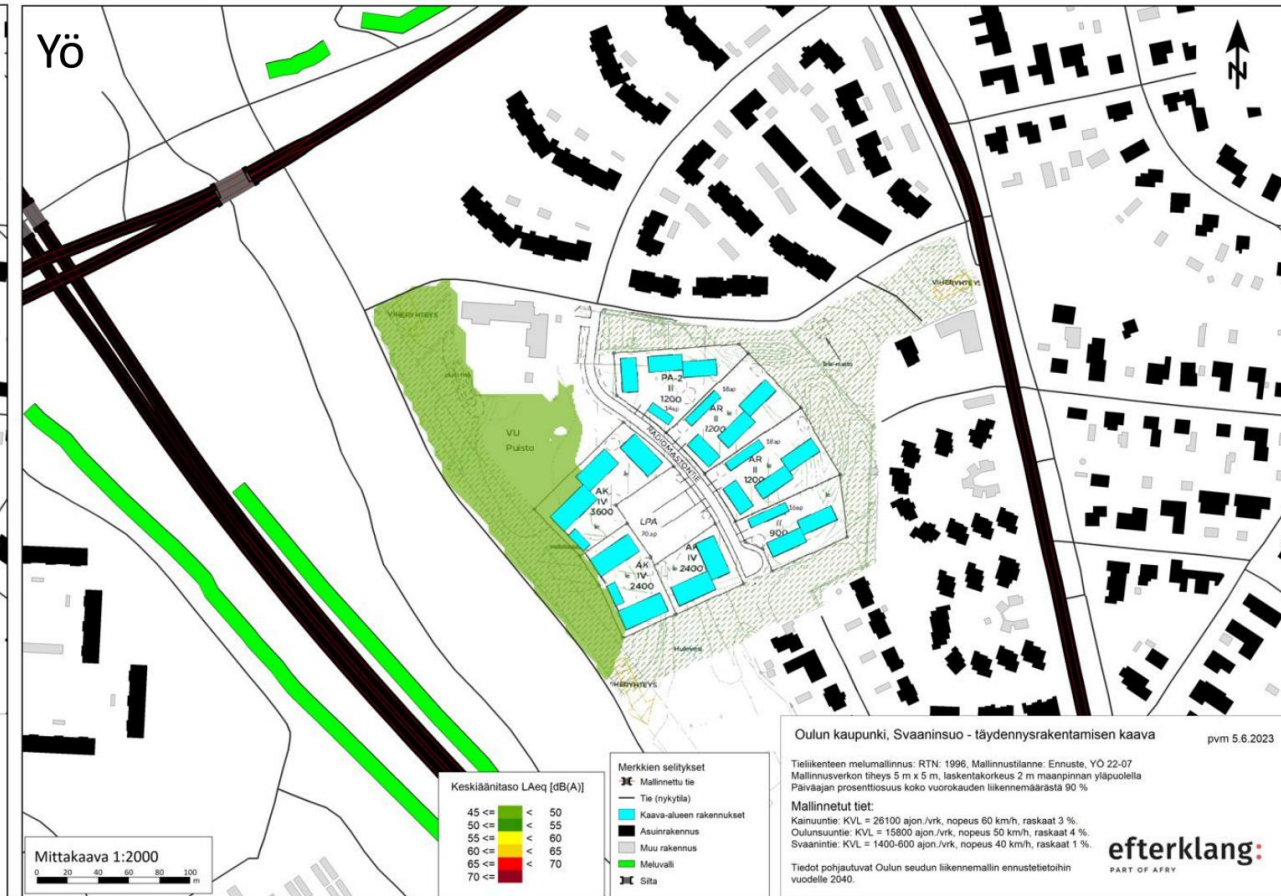 Yö
N
VIHERYHTEYS
VIHERYHTEYS
VU
Puisto
PA-2
II
1200
AR
II
1200
18ap
AR
II
1200
RADIOMASTONTIE
AK
IV
3600
LPA
70 ap
II
900
AK
IV
2400
AK
IV
2400
Hulevesi
VIHERYHTEYS
Mittakaava 1:2000
0 20 40 60 80 100
m
Keskiäänitaso LAeq [dB(A)]
45 <= < 50
50 <= < 55
55 <= < 60
60 <= < 65
65 <= < 70
70 <=
Merkkien selitykset
Mallinnettu tie
Tie (nykytila)
Kaava-alueen rakennukset
Asuinrakennus
Muu rakennus
Meluvalli
Silta
Oulun kaupunki, Svaaninsuo - täydennysrakentamisen kaava
pvm 5.6.2023
Tieliikenteen melumallinnus: RTN: 1996, Mallinnustilanne: Ennuste, YÖ 22-07
Mallinnusverkon tiheys 5 m x 5 m, laskentakorkeus 2 m maanpinnan yläpuolella
Päiväajan prosenttiosuus koko vuorokauden liikennemäärästä 90 %
Mallinnetut tiet:
Kainuuntie: KVL = 26100 ajon./vrk, nopeus 60 km/h, raskaat 3 %.
Oulunsuuntie: KVL = 15800 ajon./vrk, nopeus 50 km/h, raskaat 4 %.
Svaanintie: KVL = 1400-600 ajon./vrk, nopeus 40 km/h, raskaat 1 %.
Tiedot pohjautuvat Oulun seudun liikennemallin ennustetietoihin
vuodelle 2040.
efterklang:
PART OF AFRY